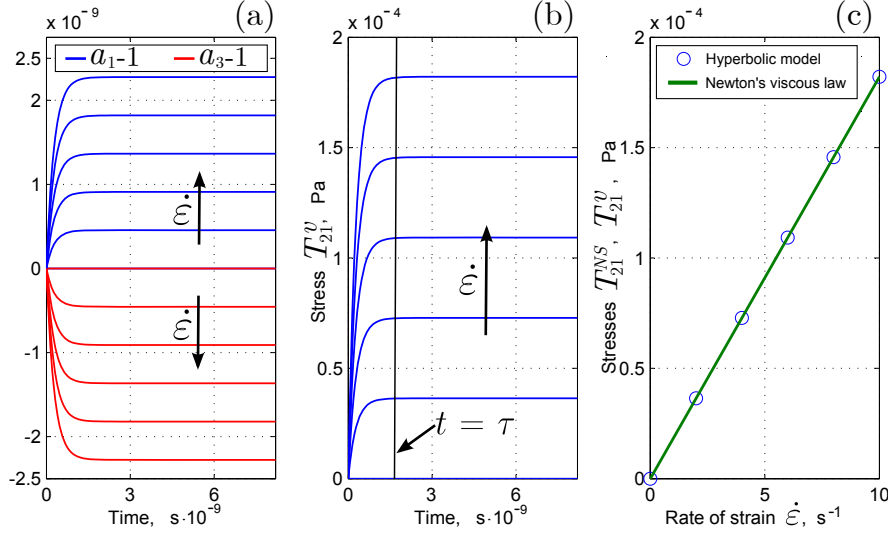 x 10⁻⁹ (a)
a₁-1 a₃-1
2.5
2
1
0
-1
-2
-2.5
ε̇
ε̇
0 3 6
Time, s·10⁻⁹
x 10⁻⁴ (b)
2
1.5
1
0.5
0
Stress T₂₁ᵛ, Pa
ε̇
t = τ
0 3 6
Time, s·10⁻⁹
x 10⁻⁴ (c)
Hyperbolic model
Newton's viscous law
2
1.5
1
0.5
0
Stresses T₂₁ᴺˢ, T₂₁ᵛ, Pa
0 5 10
Rate of strain ε̇, s⁻¹